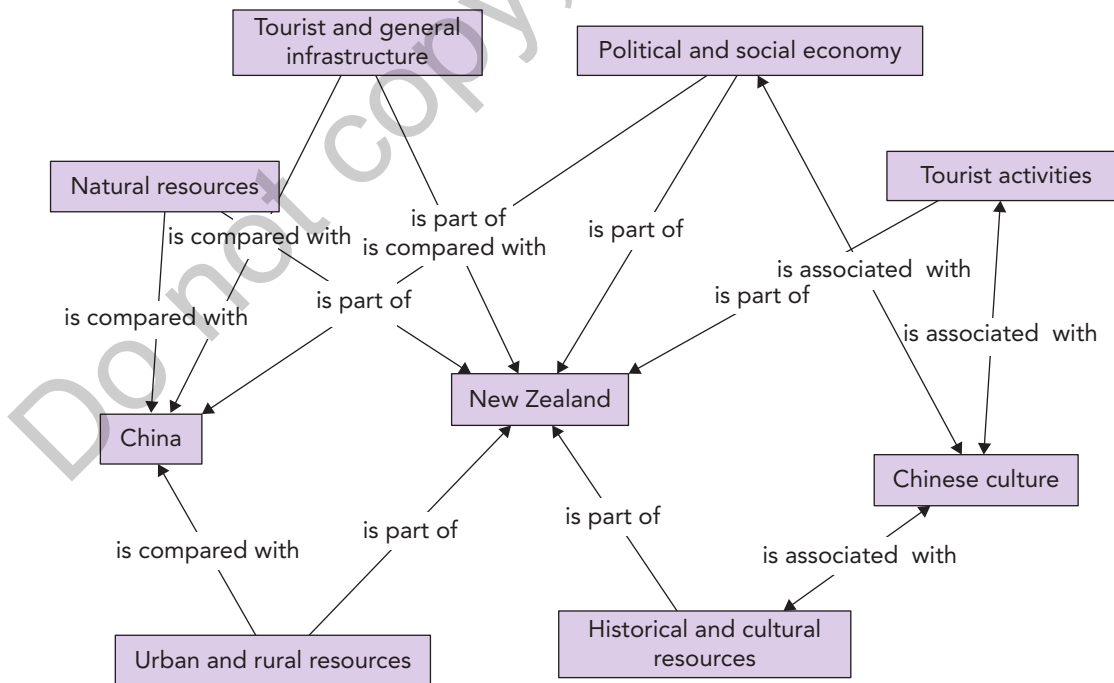 Tourist and general
infrastructure
Political and social economy
Natural resources
Tourist activities
is compared with
is part of
is compared with
is part of
is associated  with
is compared with
is part of
is part of
is associated  with
China
New Zealand
Chinese culture
is compared with
is part of
is part of
is associated  with
Urban and rural resources
Historical and cultural
resources
Do not copy,